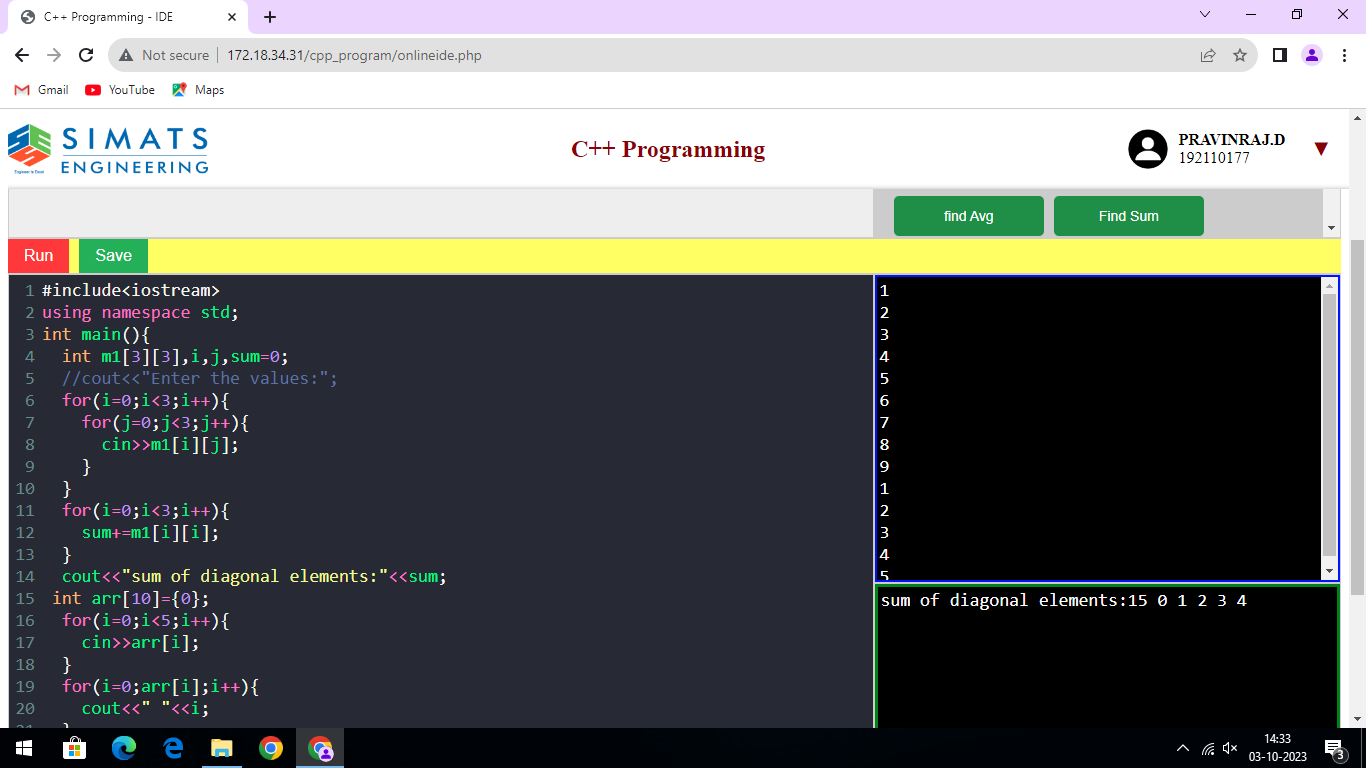 C++ Programming - IDE
Not secure 172.18.34.31/cpp_program/onlineide.php
Gmail YouTube Maps
SIMATS
ENGINEERING
Engineer to Excel
C++ Programming
PRAVINRAJ.D
192110177
find Avg Find Sum
Run Save
1 #include<iostream>
2 using namespace std;
3 int main(){
4 int m1[3][3],i,j,sum=0;
5 //cout<<"Enter the values:";
6 for(i=0;i<3;i++){
7 for(j=0;j<3;j++){
8 cin>>m1[i][j];
9 }
10 }
11 for(i=0;i<3;i++){
12 sum+=m1[i][i];
13 }
14 cout<<"sum of diagonal elements:"<<sum;
15 int arr[10]={0};
16 for(i=0;i<5;i++){
17 cin>>arr[i];
18 }
19 for(i=0;arr[i];i++){
20 cout<<" "<<i;
21 }
1
2
3
4
5
6
7
8
9
1
2
3
4
5
sum of diagonal elements:15 0 1 2 3 4
14:33
03-10-2023
3